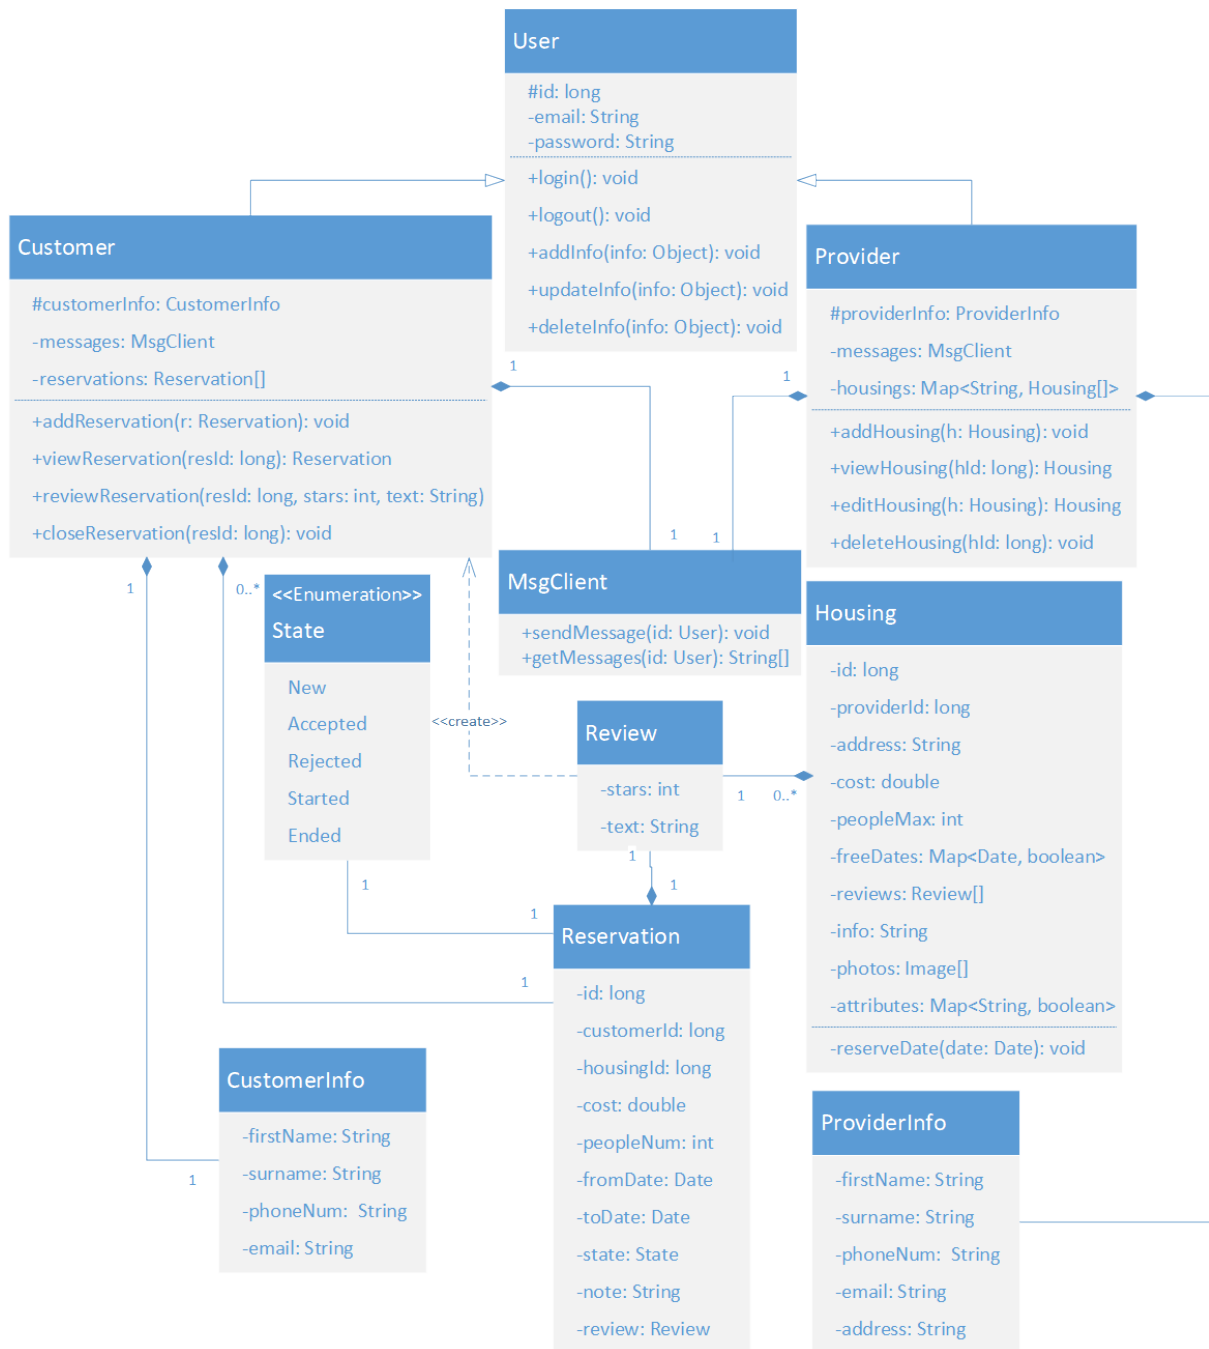 User
#id: long
-email: String
-password: String
+login(): void
+logout(): void
+addInfo(info: Object): void
+updateInfo(info: Object): void
+deleteInfo(info: Object): void
Customer
#customerInfo: CustomerInfo
-messages: MsgClient
-reservations: Reservation[]
+addReservation(r: Reservation): void
+viewReservation(resId: long): Reservation
+reviewReservation(resId: long, stars: int, text: String)
+closeReservation(resId: long): void
Provider
#providerInfo: ProviderInfo
-messages: MsgClient
-housings: Map<String, Housing[]>
+addHousing(h: Housing): void
+viewHousing(hId: long): Housing
+editHousing(h: Housing): Housing
+deleteHousing(hId: long): void
1
1
1
1
1
0..*
<<Enumeration>>
State
New
Accepted
Rejected
Started
Ended
<<create>>
MsgClient
+sendMessage(id: User): void
+getMessages(id: User): String[]
Housing
-id: long
-providerId: long
-address: String
-cost: double
-peopleMax: int
-freeDates: Map<Date, boolean>
-reviews: Review[]
-info: String
-photos: Image[]
-attributes: Map<String, boolean>
-reserveDate(date: Date): void
Review
-stars: int
-text: String
1
0..*
1
1
1
1
1
Reservation
-id: long
-customerId: long
-housingId: long
-cost: double
-peopleNum: int
-fromDate: Date
-toDate: Date
-state: State
-note: String
-review: Review
CustomerInfo
-firstName: String
-surname: String
-phoneNum: String
-email: String
1
ProviderInfo
-firstName: String
-surname: String
-phoneNum: String
-email: String
-address: String